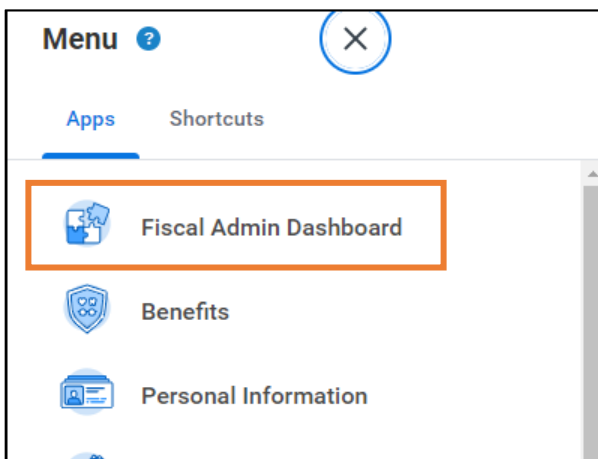 Menu ?
Apps Shortcuts
Fiscal Admin Dashboard
Benefits
Personal Information